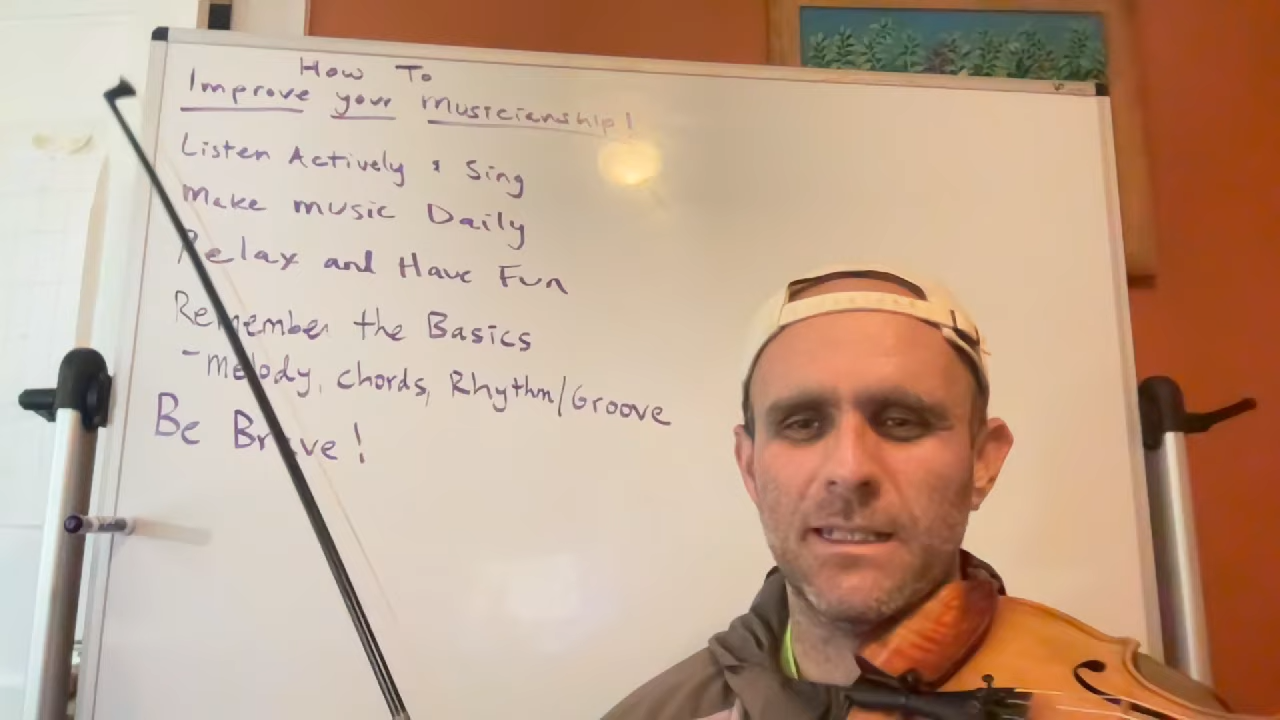 How To
Improve your musicianship!
Listen Actively & Sing
Make music Daily
Relax and Have Fun
Remember the Basics
- Melody, chords, Rhythm/Groove
Be Brave!